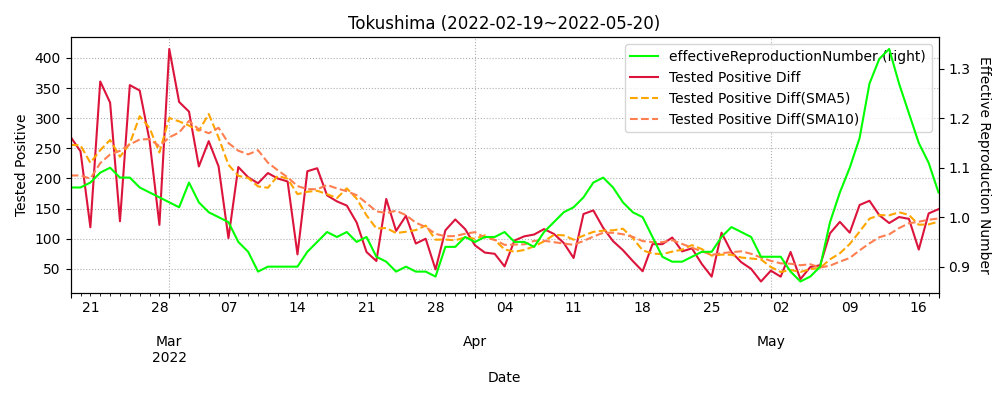 Tokushima (2022-02-19~2022-05-20)
effectiveReproductionNumber (right)
Tested Positive Diff
Tested Positive Diff(SMA5)
Tested Positive Diff(SMA10)
Tested Positive
400
350
300
250
200
150
100
50
1.3
1.2
1.1
1.0
0.9
Effective Reproduction Number
21 28 07 14 21 28 04 11 18 25 02 09 16
Mar Apr May
2022
Date